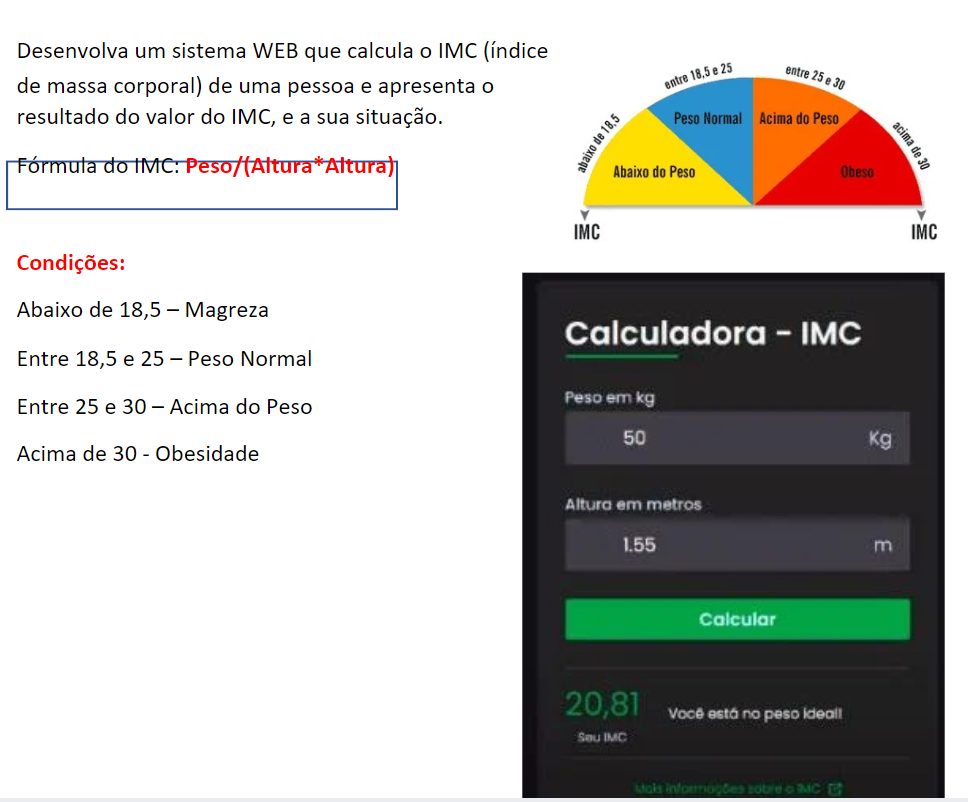 Desenvolva um sistema WEB que calcula o IMC (índice
de massa corporal) de uma pessoa e apresenta o
resultado do valor do IMC, e a sua situação.
Fórmula do IMC: Peso/(Altura*Altura)
Condições:
Abaixo de 18,5 – Magreza
Entre 18,5 e 25 – Peso Normal
Entre 25 e 30 – Acima do Peso
Acima de 30 - Obesidade
abaixo de 18,5
entre 18,5 e 25
entre 25 e 30
acima de 30
Abaixo do Peso
Peso Normal
Acima do Peso
Obeso
IMC
IMC
Calculadora - IMC
Peso em kg
50 Kg
Altura em metros
1.55 m
Calcular
20,81
Você está no peso ideal!
Seu IMC
Mais informações sobre o IMC